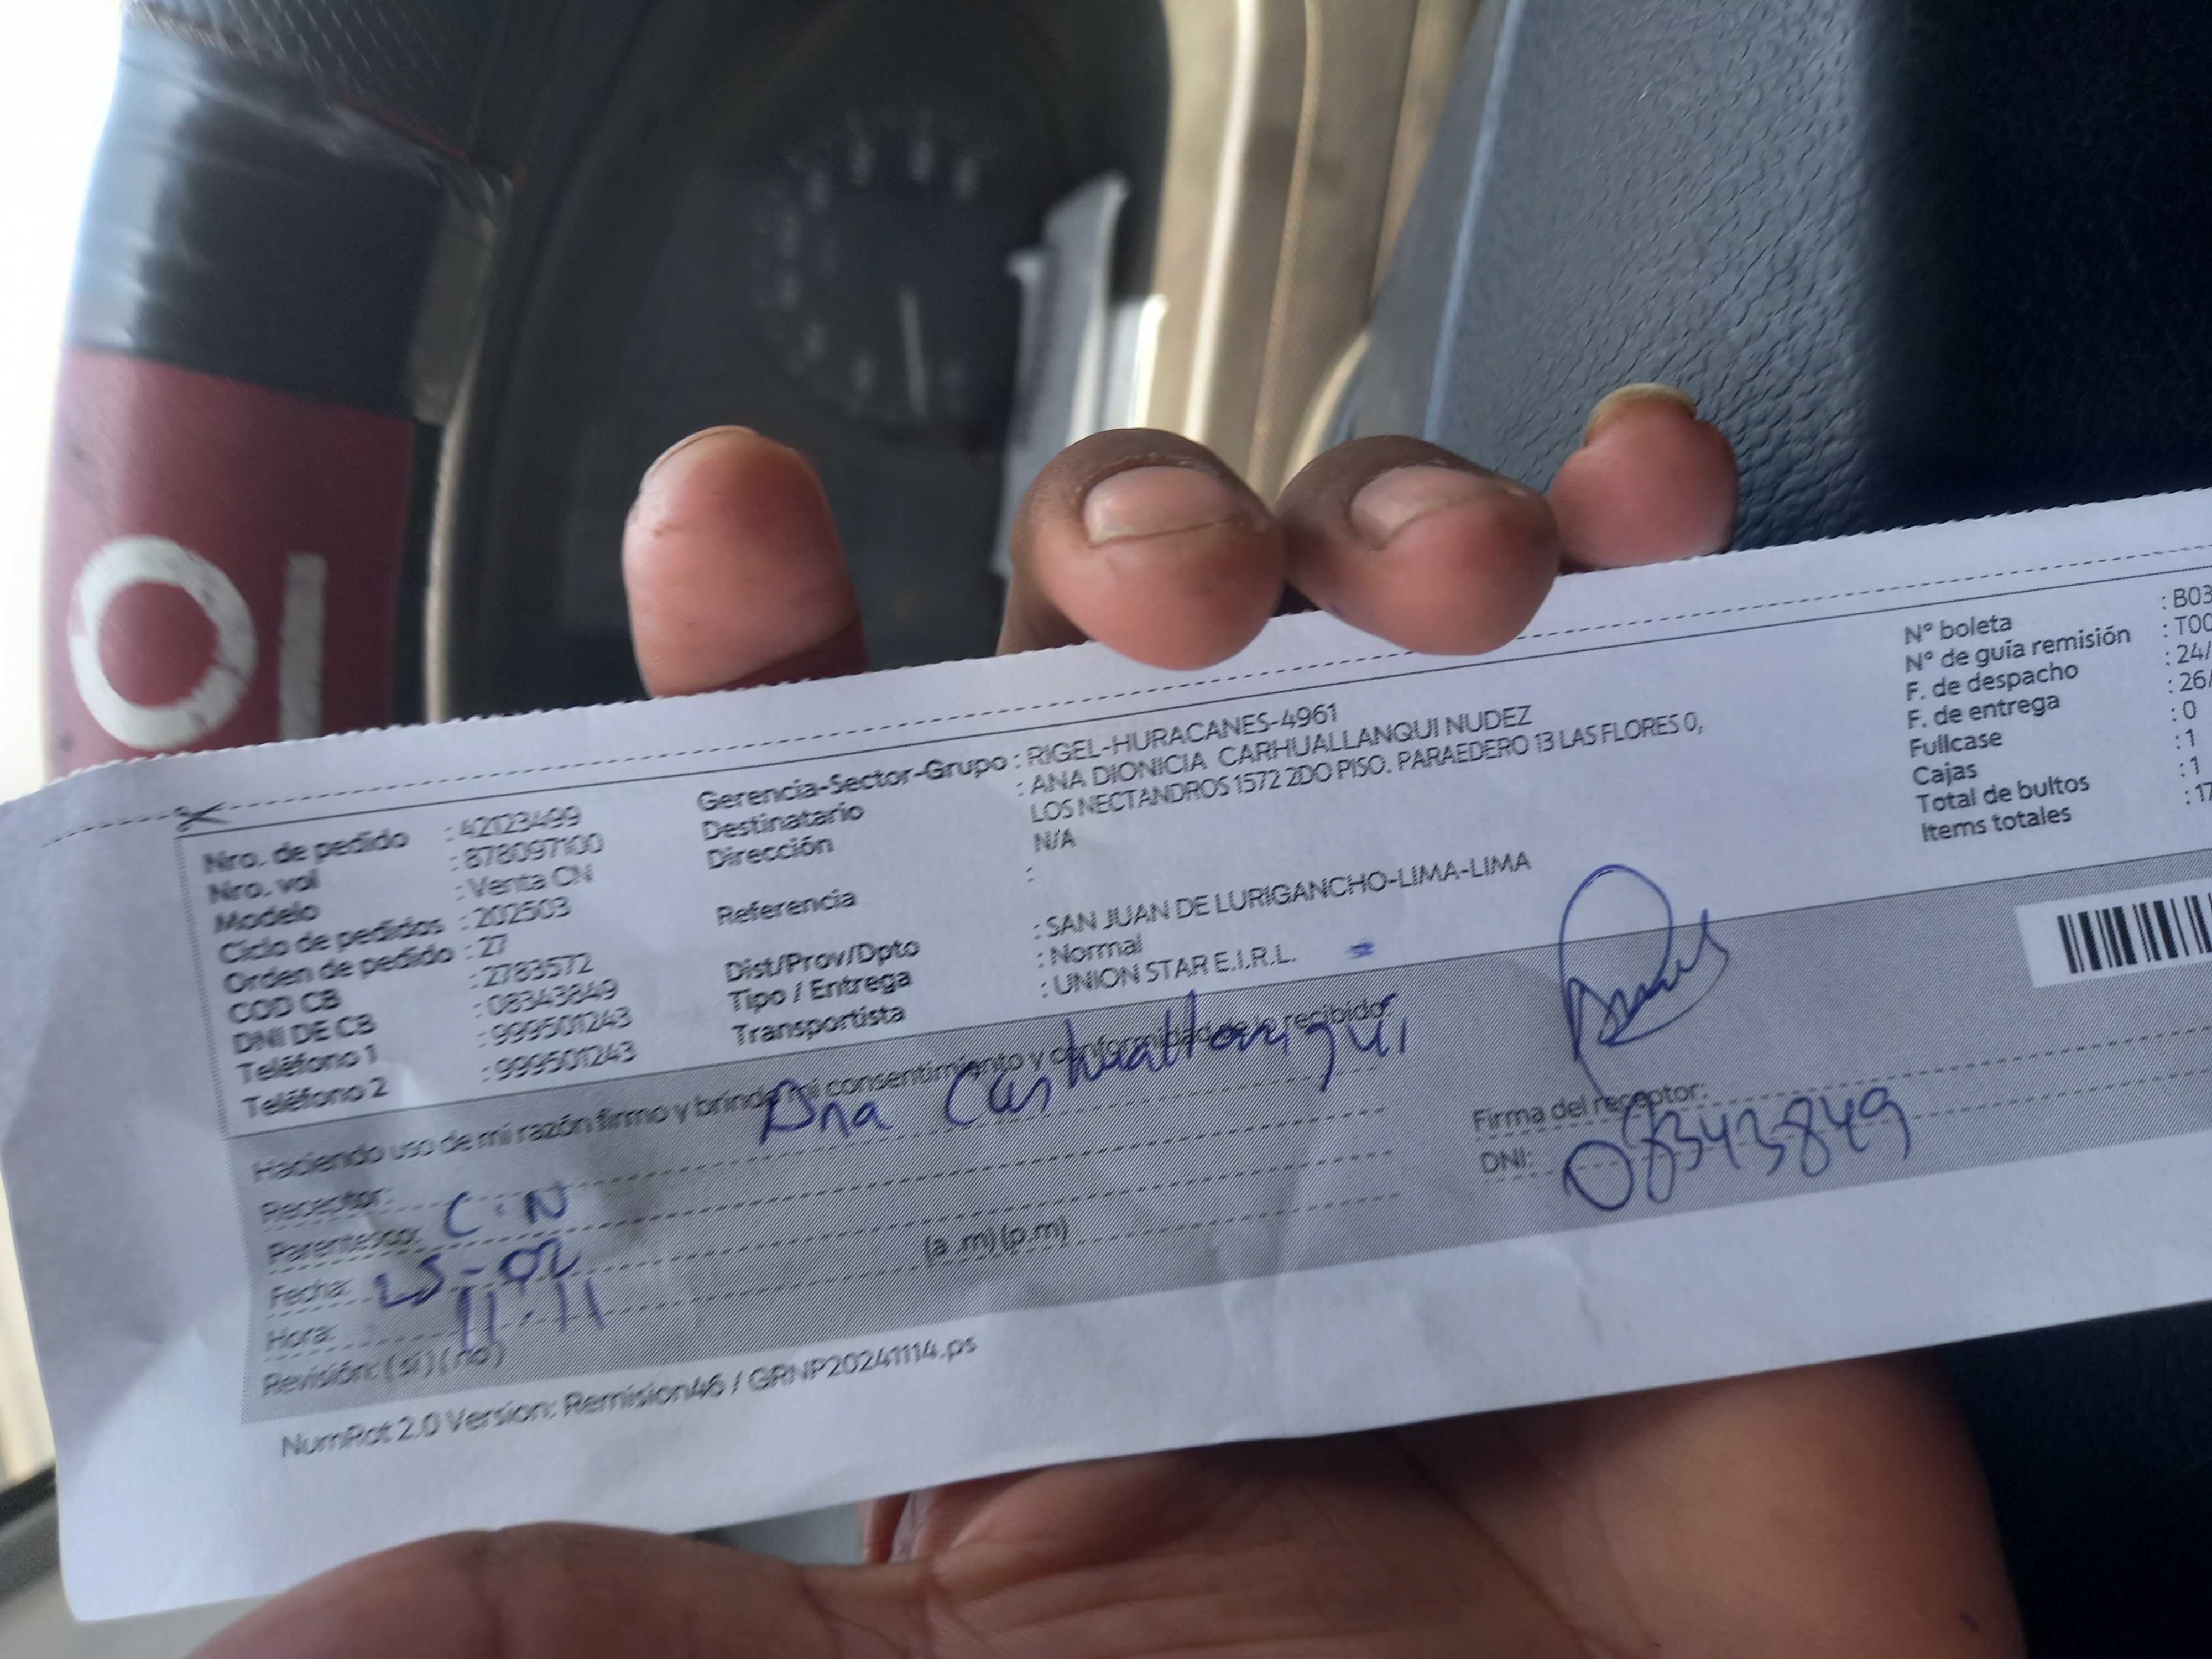 Nro. de pedido : 42123499
Nro. vol : 878097100
Modelo : Venta CN
Ciclo de pedidos : 202503
Orden de pedido : 27
COD CB : 2783572
DNI DE CB : 08343849
Teléfono 1 : 999501243
Teléfono 2 : 999501243
Gerencia-Sector-Grupo : RIGEL-HURACANES-4961
Destinatario : ANA DIONICIA CARHUALLANQUI NUDEZ
Dirección LOS NECTANDROS 1572 2DO PISO. PARAEDERO 13 LAS FLORES 0,
N/A
Referencia :
Dist/Prov/Dpto : SAN JUAN DE LURIGANCHO-LIMA-LIMA
Tipo / Entrega : Normal
Transportista : UNION STAR E.I.R.L.
N° boleta : B03
N° de guía remisión : T00
F. de despacho : 24/
F. de entrega : 26/
Fullcase : 0
Cajas : 1
Total de bultos : 1
Items totales : 17
Haciendo uso de mi razón firmo y brindo mi consentimiento y conformidad de lo recibido:
Receptor: Ana Carhuallanqui
Parentesco: C.N
Fecha: 25-02
Hora: 11.11 (a .m) (p.m)
Revisión: ( si ) ( no )
Firma del receptor:
DNI: 08343849
NumRot 2.0 Version: Remision46 / GRNP20241114.ps